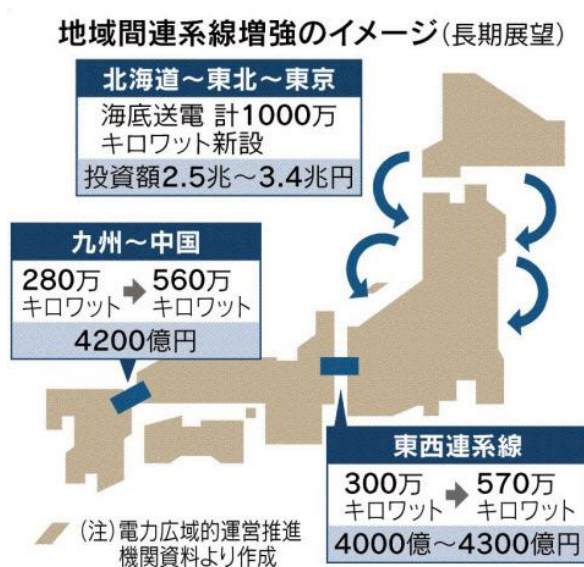 地域間連系線増強のイメージ(長期展望)
北海道～東北～東京
海底送電 計1000万
キロワット新設
投資額2.5兆～3.4兆円
九州～中国
280万 560万
キロワット キロワット
4200億円
東西連系線
300万 570万
キロワット キロワット
4000億～4300億円
(注)電力広域的運営推進
機関資料より作成